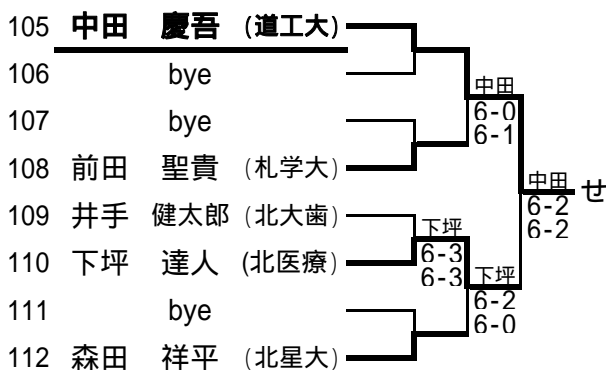 105 中田 慶吾 (道工大)
106 bye
中田
6-0
6-1
107 bye
108 前田 聖貴 (札学大)
中田
6-2
6-2
せ
109 井手 健太郎 (北大歯)
下坪
6-3
6-3
110 下坪 達人 (北医療)
下坪
6-2
6-0
111 bye
112 森田 祥平 (北星大)